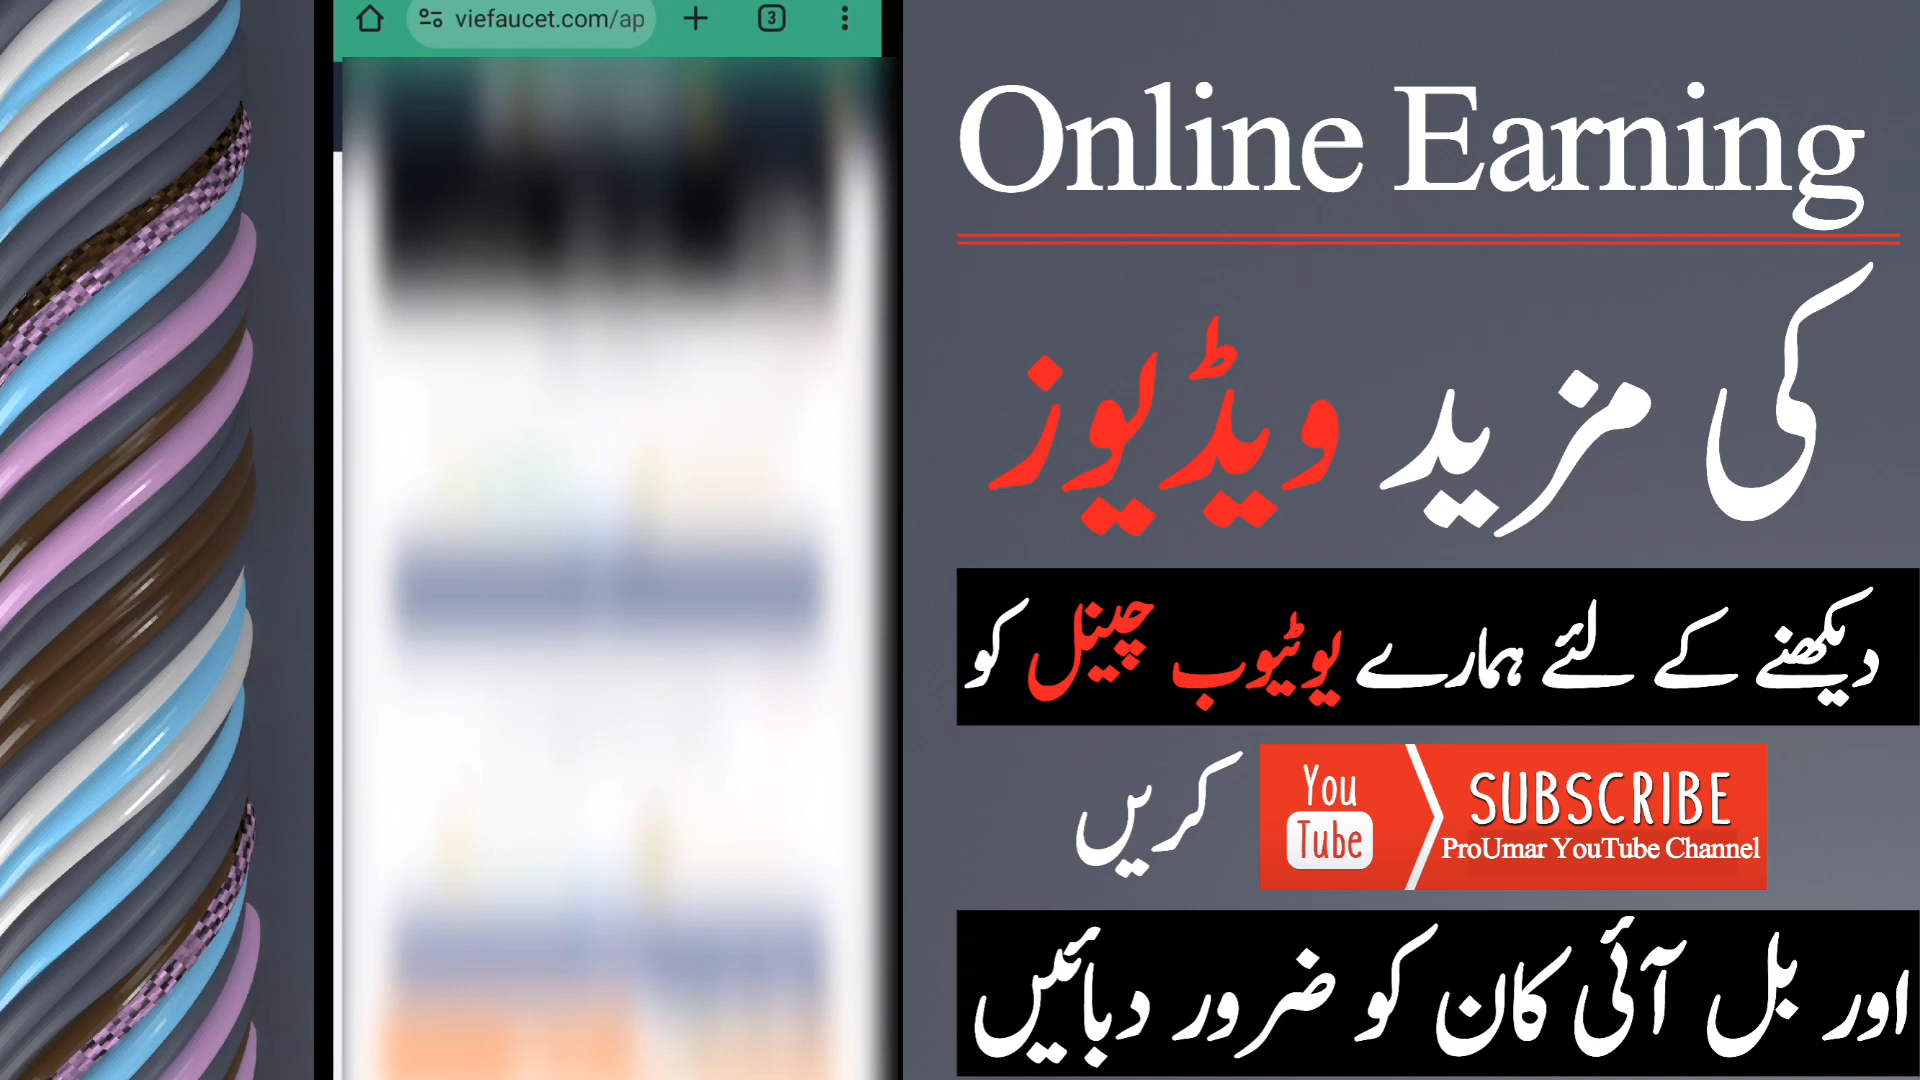 viefaucet.com/ap
3
Online Earning
کی مزید ویڈیوز
دیکھنے کے لئے ہمارے یوٹیوب چینل کو
You Tube SUBSCRIBE کریں
ProUmar YouTube Channel
اور بل آئی کان کو ضرور دبائیں